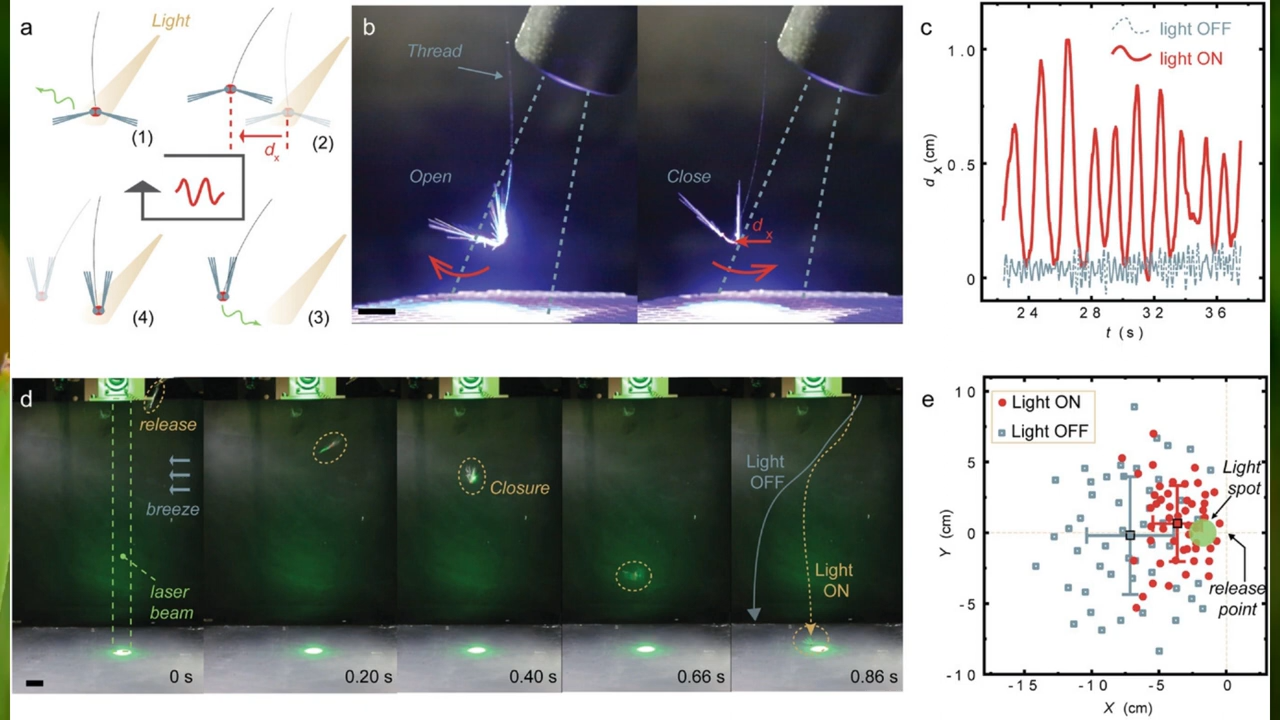 a
Light
(1)
(2)
dx
(4)
(3)
b
Thread
Open
Close
dx
c
light OFF
light ON
1.0
0.5
0
dx (cm)
24 28 32 36
t (s)
d
release
breeze
laser
beam
0 s
0.20 s
Closure
0.40 s
0.66 s
Light
OFF
Light
ON
0.86 s
e
Light ON
Light OFF
Light
spot
release
point
10
5
0
-5
-10
Y (cm)
-15 -10 -5 0
X (cm)